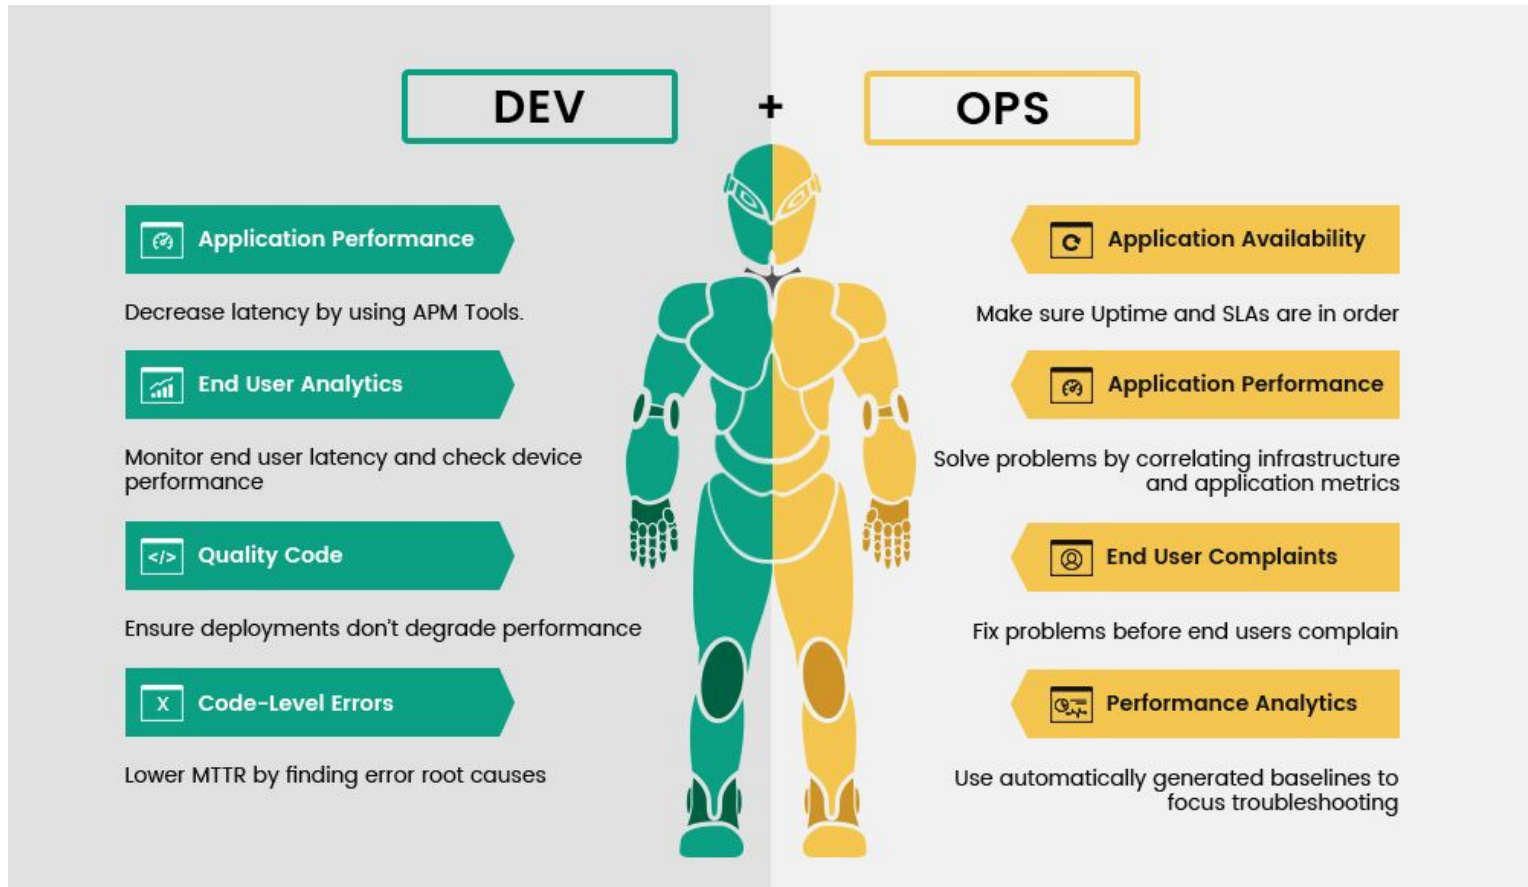 DEV
+
OPS
Application Performance
Decrease latency by using APM Tools.
End User Analytics
Monitor end user latency and check device
performance
</>
Quality Code
Ensure deployments don't degrade performance
X
Code-Level Errors
Lower MTTR by finding error root causes
Application Availability
Make sure Uptime and SLAs are in order
Application Performance
Solve problems by correlating infrastructure
and application metrics
End User Complaints
Fix problems before end users complain
Performance Analytics
Use automatically generated baselines to
focus troubleshooting